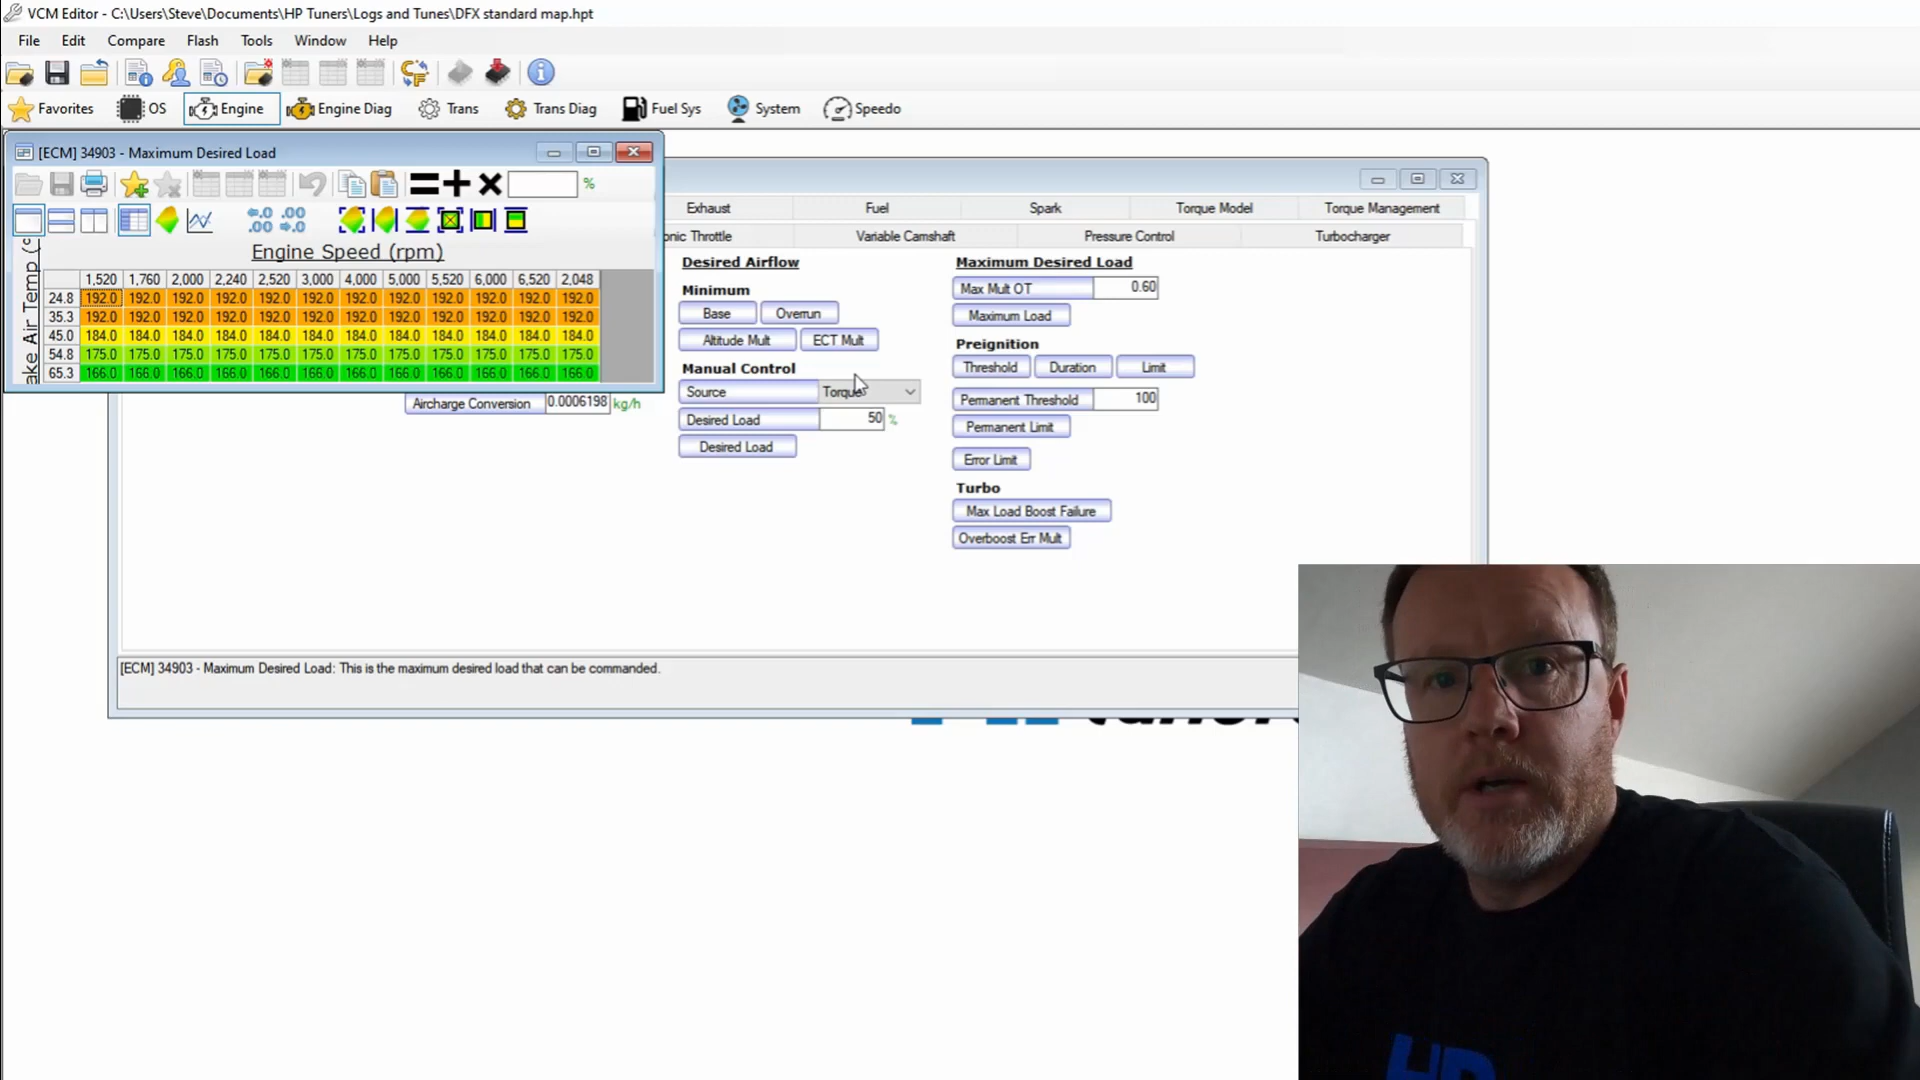 VCM Editor - C:\Users\Steve\Documents\HP Tuners\Logs and Tunes\DFX standard map.hpt
File Edit Compare Flash Tools Window Help
Favorites OS Engine Engine Diag Trans Trans Diag Fuel Sys System Speedo
[ECM] 34903 - Maximum Desired Load
%
.0 .00
.00 .0
Engine Speed (rpm)
ake Air Temp (
1,520 1,760 2,000 2,240 2,520 3,000 4,000 5,000 5,520 6,000 6,520 2,048
24.8 192.0 192.0 192.0 192.0 192.0 192.0 192.0 192.0 192.0 192.0 192.0 192.0
35.3 192.0 192.0 192.0 192.0 192.0 192.0 192.0 192.0 192.0 192.0 192.0 192.0
45.0 184.0 184.0 184.0 184.0 184.0 184.0 184.0 184.0 184.0 184.0 184.0 184.0
54.8 175.0 175.0 175.0 175.0 175.0 175.0 175.0 175.0 175.0 175.0 175.0 175.0
65.3 166.0 166.0 166.0 166.0 166.0 166.0 166.0 166.0 166.0 166.0 166.0 166.0
Exhaust Fuel Spark Torque Model Torque Management
onic Throttle Variable Camshaft Pressure Control Turbocharger
Aircharge Conversion 0.0006198 kg/h
Desired Airflow
Minimum
Base Overrun
Altitude Mult ECT Mult
Manual Control
Source Torque
Desired Load 50 %
Desired Load
Maximum Desired Load
Max Mult OT 0.60
Maximum Load
Preignition
Threshold Duration Limit
Permanent Threshold 100
Permanent Limit
Error Limit
Turbo
Max Load Boost Failure
Overboost Err Mult
[ECM] 34903 - Maximum Desired Load: This is the maximum desired load that can be commanded.
HP